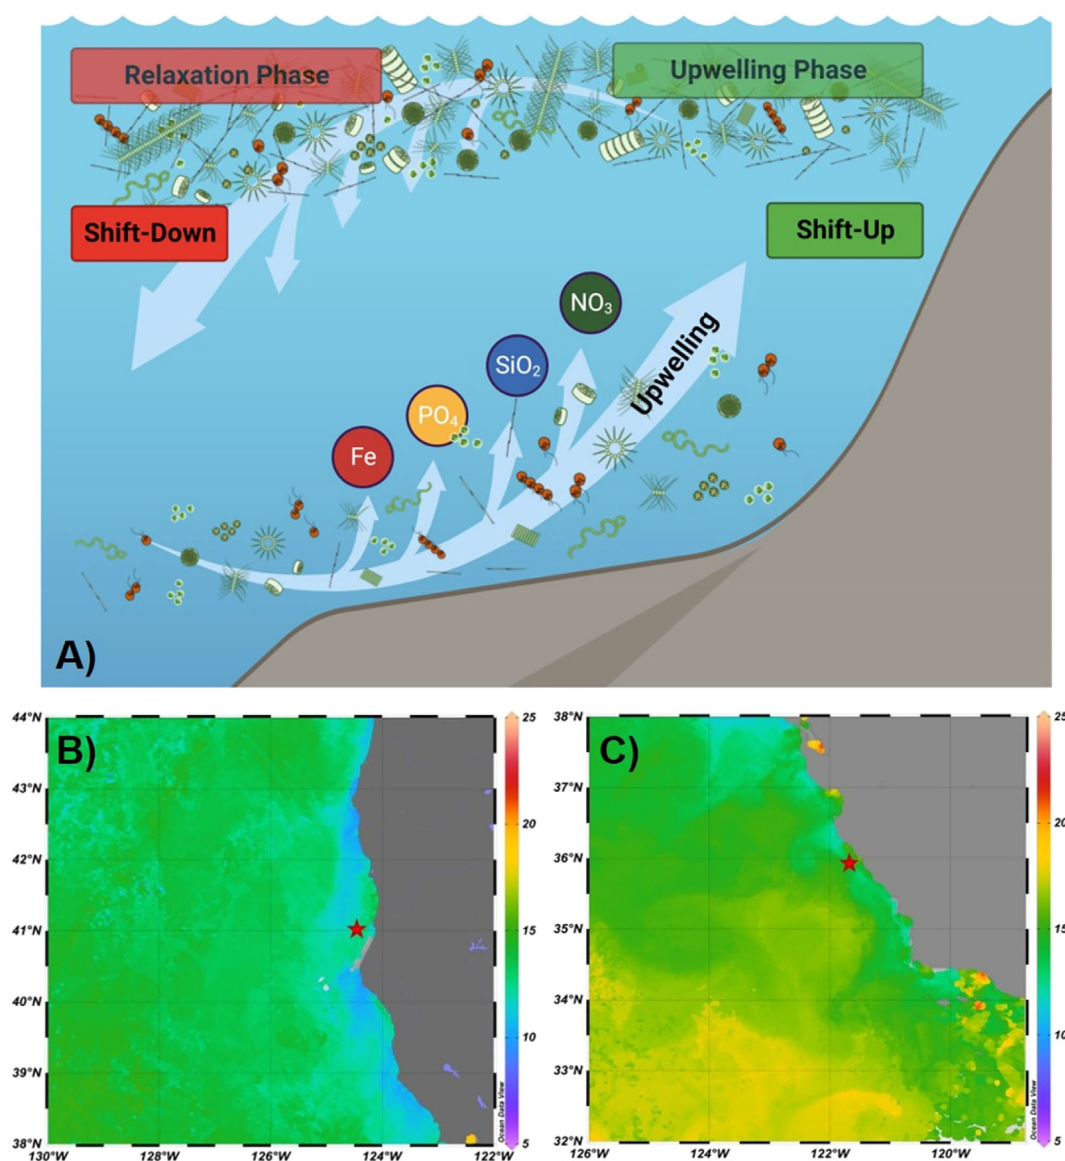 Relaxation Phase
Upwelling Phase
Shift-Down
Shift-Up
NO₃
SiO₂
PO₄
Fe
Upwelling
A)
B)
44°N
43°N
42°N
41°N
40°N
39°N
38°N
130°W
128°W
126°W
124°W
122°W
25
20
15
10
5
Ocean Data View
C)
38°N
37°N
36°N
35°N
34°N
33°N
32°N
126°W
124°W
122°W
120°W
25
20
15
10
5
Ocean Data View